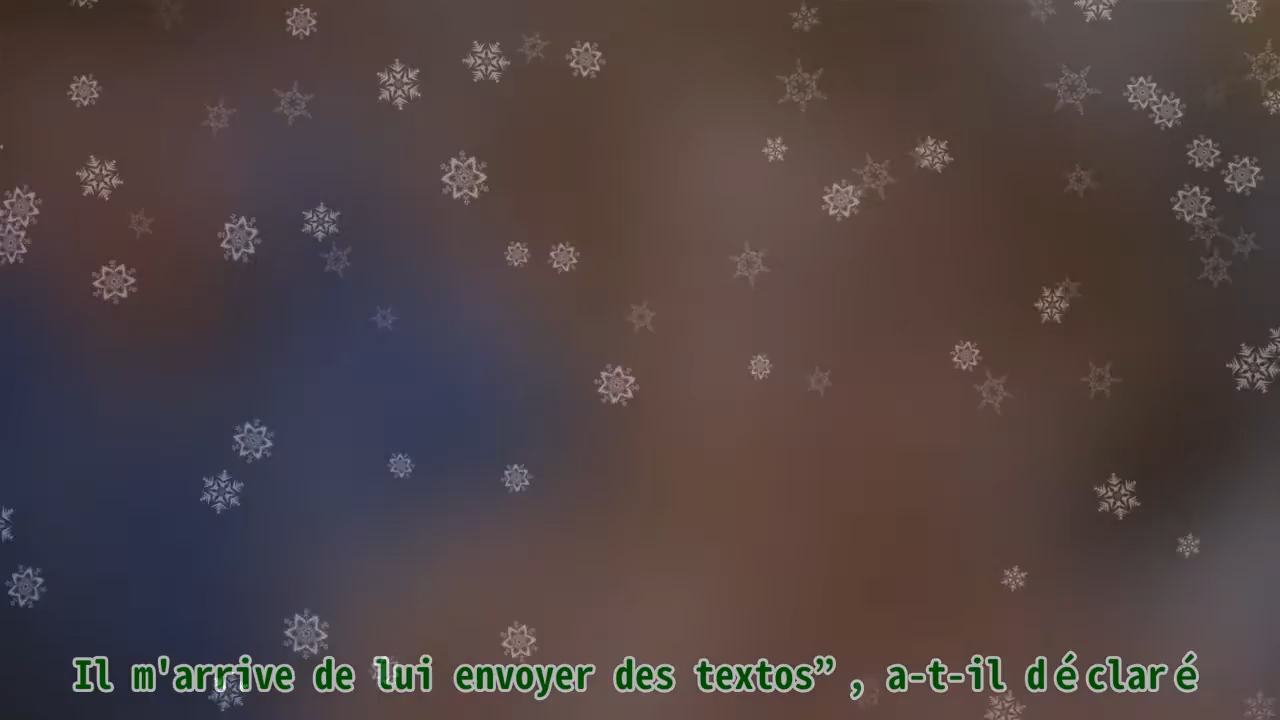 Il m'arrive de lui envoyer des textos”, a-t-il déclaré